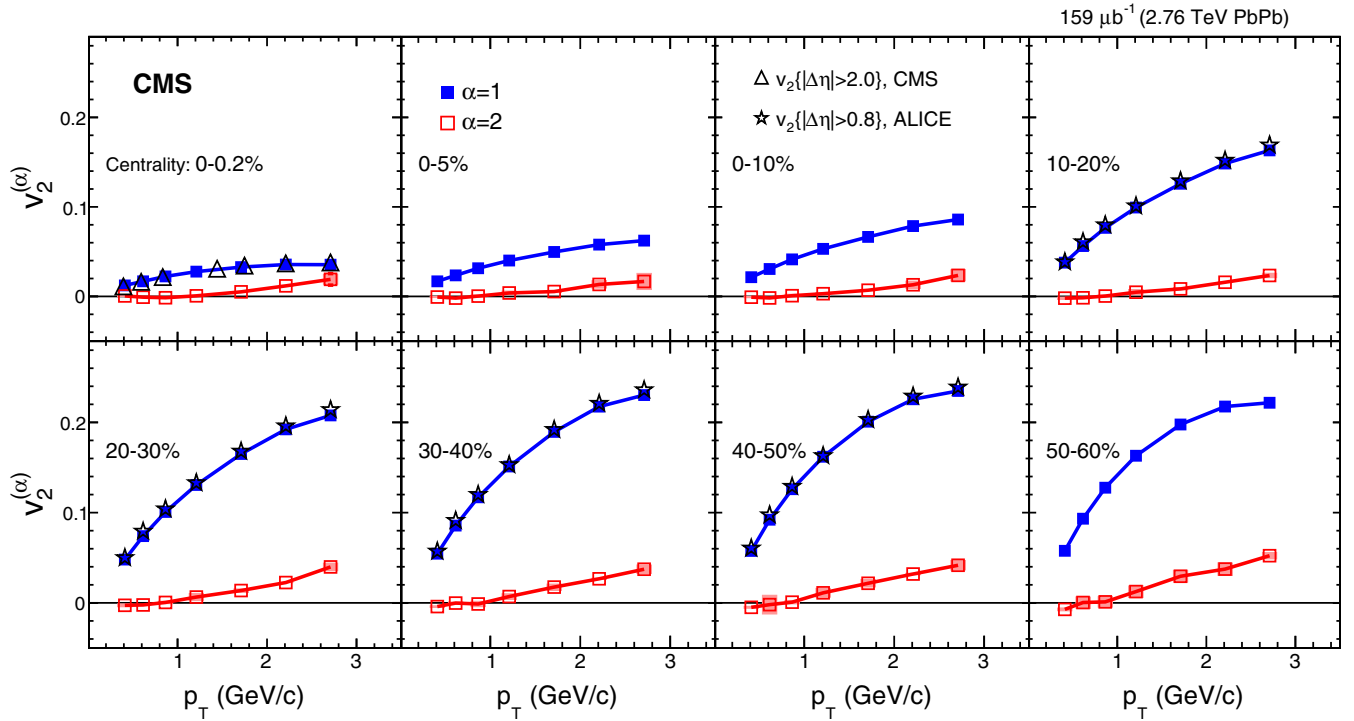 159 μb⁻¹ (2.76 TeV PbPb)
CMS
α=1
α=2
v₂{|Δη|>2.0}, CMS
v₂{|Δη|>0.8}, ALICE
v₂^(α)
0.2
0.1
0
Centrality: 0-0.2%
0-5%
0-10%
10-20%
v₂^(α)
0.2
0.1
0
20-30%
30-40%
40-50%
50-60%
1 2 3 1 2 3 1 2 3 1 2 3
p_T (GeV/c) p_T (GeV/c) p_T (GeV/c) p_T (GeV/c)